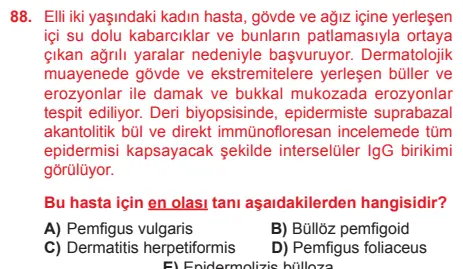 88. Elli iki yaşındaki kadın hasta, gövde ve ağız içine yerleşen
içi su dolu kabarcıklar ve bunların patlamasıyla ortaya
çıkan ağrılı yaralar nedeniyle başvuruyor. Dermatolojik
muayenede gövde ve ekstremitelere yerleşen büller ve
erozyonlar ile damak ve bukkal mukozada erozyonlar
tespit ediliyor. Deri biyopsisinde, epidermiste suprabazal
akantolitik bül ve direkt immünofloresan incelemede tüm
epidermisi kapsayacak şekilde interselüler IgG birikimi
görülüyor.
Bu hasta için en olası tanı aşaıdakilerden hangisidir?
A) Pemfigus vulgaris B) Büllöz pemfigoid
C) Dermatitis herpetiformis D) Pemfigus foliaceus
E) Epidermolizis bülloza